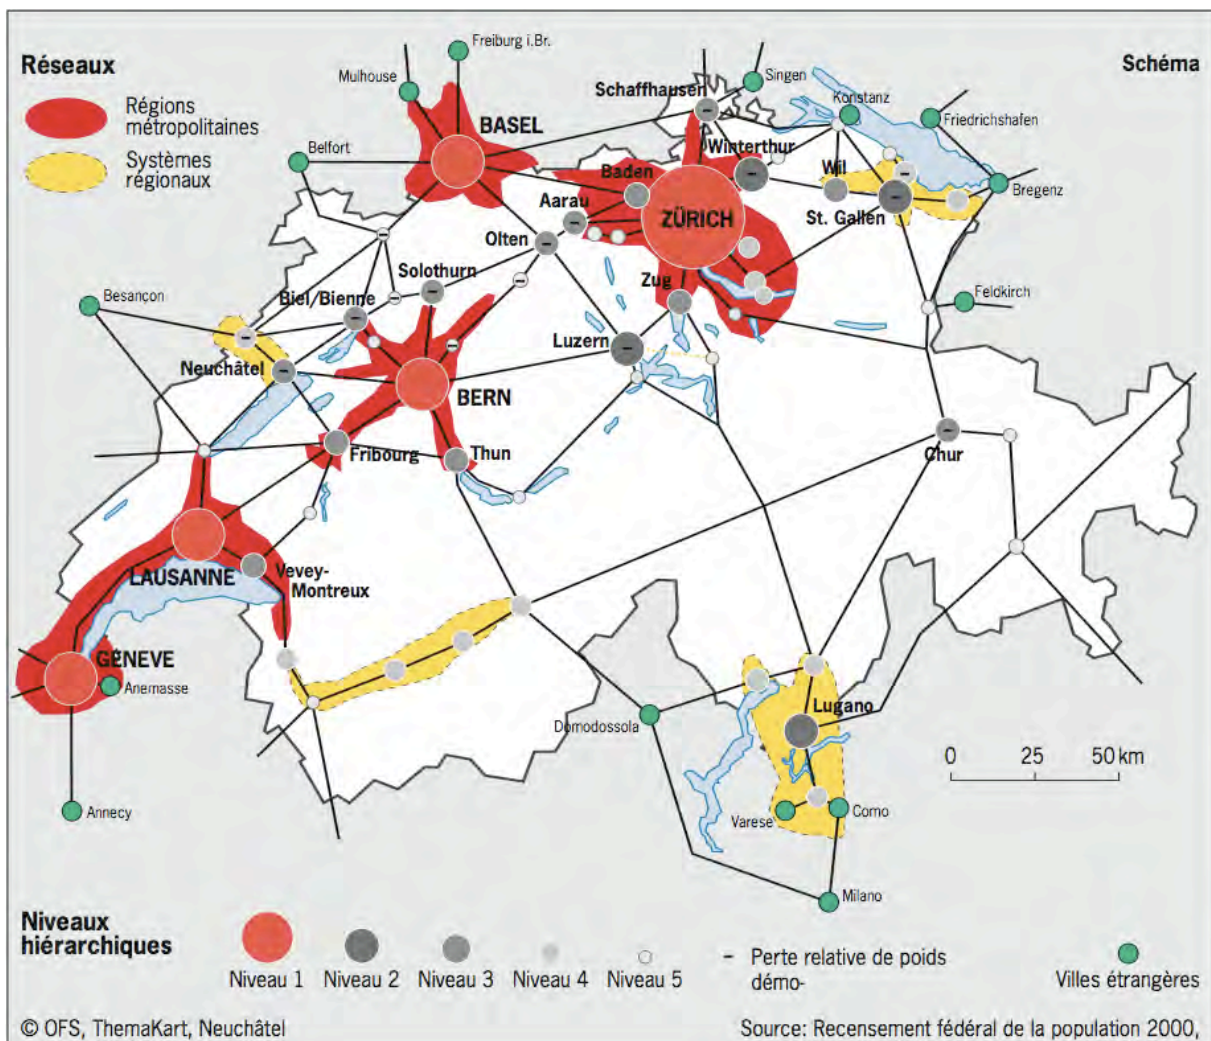 Réseaux
Régions
métropolitaines
Systèmes
régionaux
Schéma
Freiburg i.Br.
Mulhouse
BASEL
Belfort
Schaffhausen
Singen
Konstanz
Friedrichshafen
Winterthur
Wil
Bregenz
St. Gallen
Baden
Aarau
ZÜRICH
Olten
Solothurn
Zug
Feldkirch
Besançon
Biel/Bienne
Luzern
Neuchâtel
BERN
Fribourg
Thun
Chur
LAUSANNE
Vevey-
Montreux
GENÈVE
Anemasse
Annecy
Domodossola
Lugano
Varese
Como
Milano
0 25 50 km
Niveaux
hiérarchiques
Niveau 1
Niveau 2
Niveau 3
Niveau 4
Niveau 5
– Perte relative de poids
démo-
Villes étrangères
© OFS, ThemaKart, Neuchâtel
Source: Recensement fédéral de la population 2000,